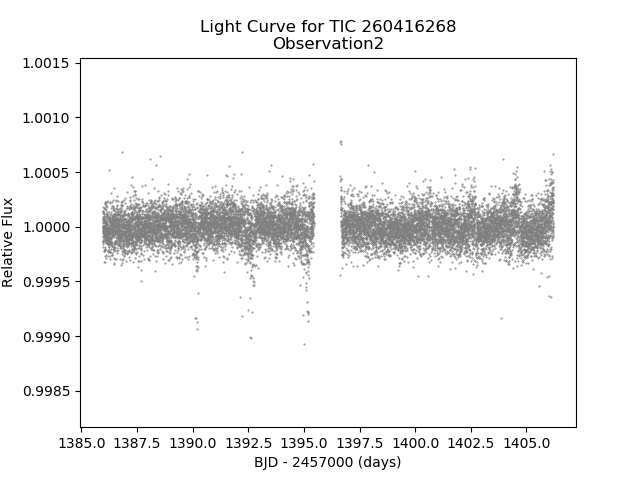 Light Curve for TIC 260416268
Observation2
1.0015
1.0010
1.0005
1.0000
0.9995
0.9990
0.9985
Relative Flux
1385.0 1387.5 1390.0 1392.5 1395.0 1397.5 1400.0 1402.5 1405.0
BJD - 2457000 (days)